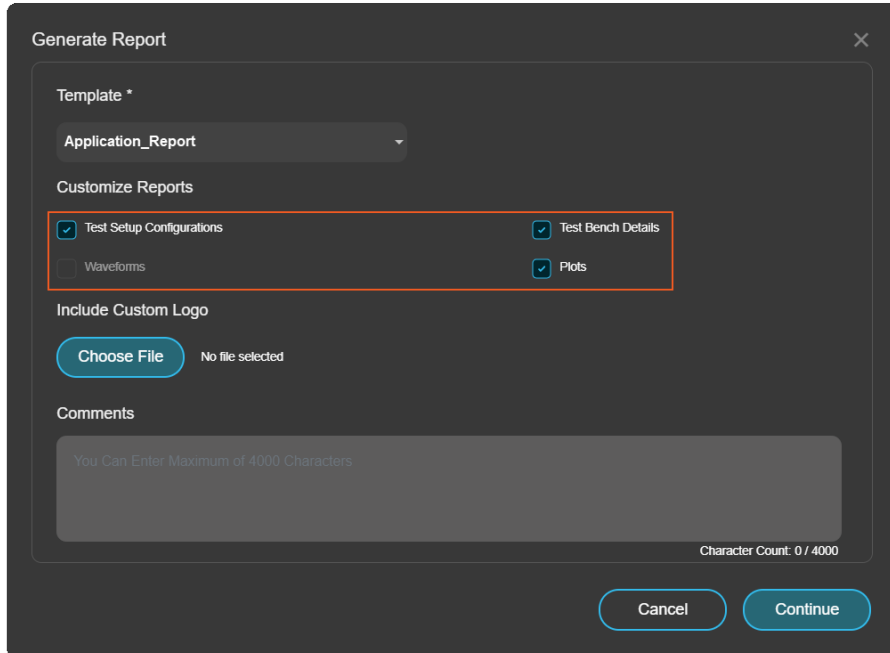 Generate Report
Template *
Application_Report
Customize Reports
Test Setup Configurations
Test Bench Details
Waveforms
Plots
Include Custom Logo
Choose File
No file selected
Comments
You Can Enter Maximum of 4000 Characters
Character Count: 0 / 4000
Cancel
Continue